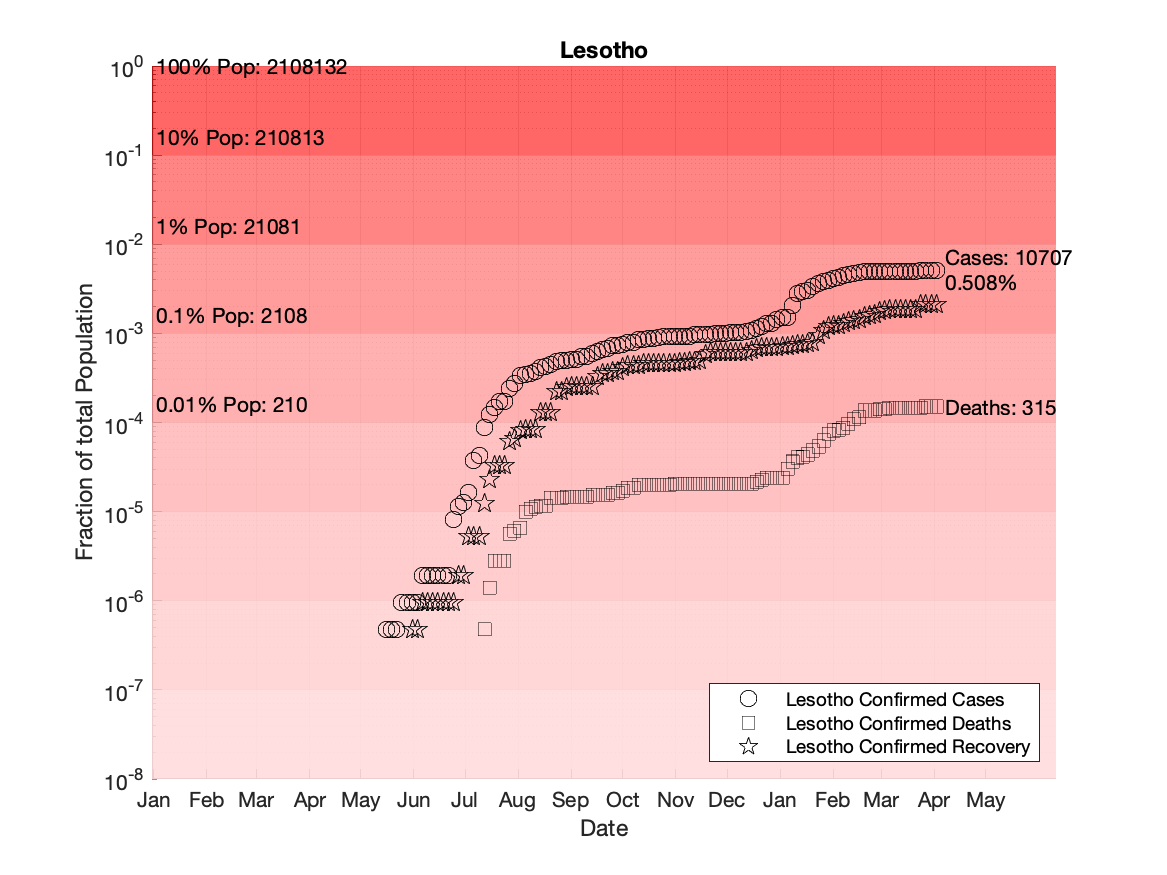 Lesotho
10^0
100% Pop: 2108132
10% Pop: 210813
10^-1
1% Pop: 21081
10^-2
Cases: 10707
0.508%
0.1% Pop: 2108
10^-3
0.01% Pop: 210
Deaths: 315
10^-4
10^-5
10^-6
10^-7
10^-8
Fraction of total Population
Lesotho Confirmed Cases
Lesotho Confirmed Deaths
Lesotho Confirmed Recovery
Jan Feb Mar Apr May Jun Jul Aug Sep Oct Nov Dec Jan Feb Mar Apr May
Date